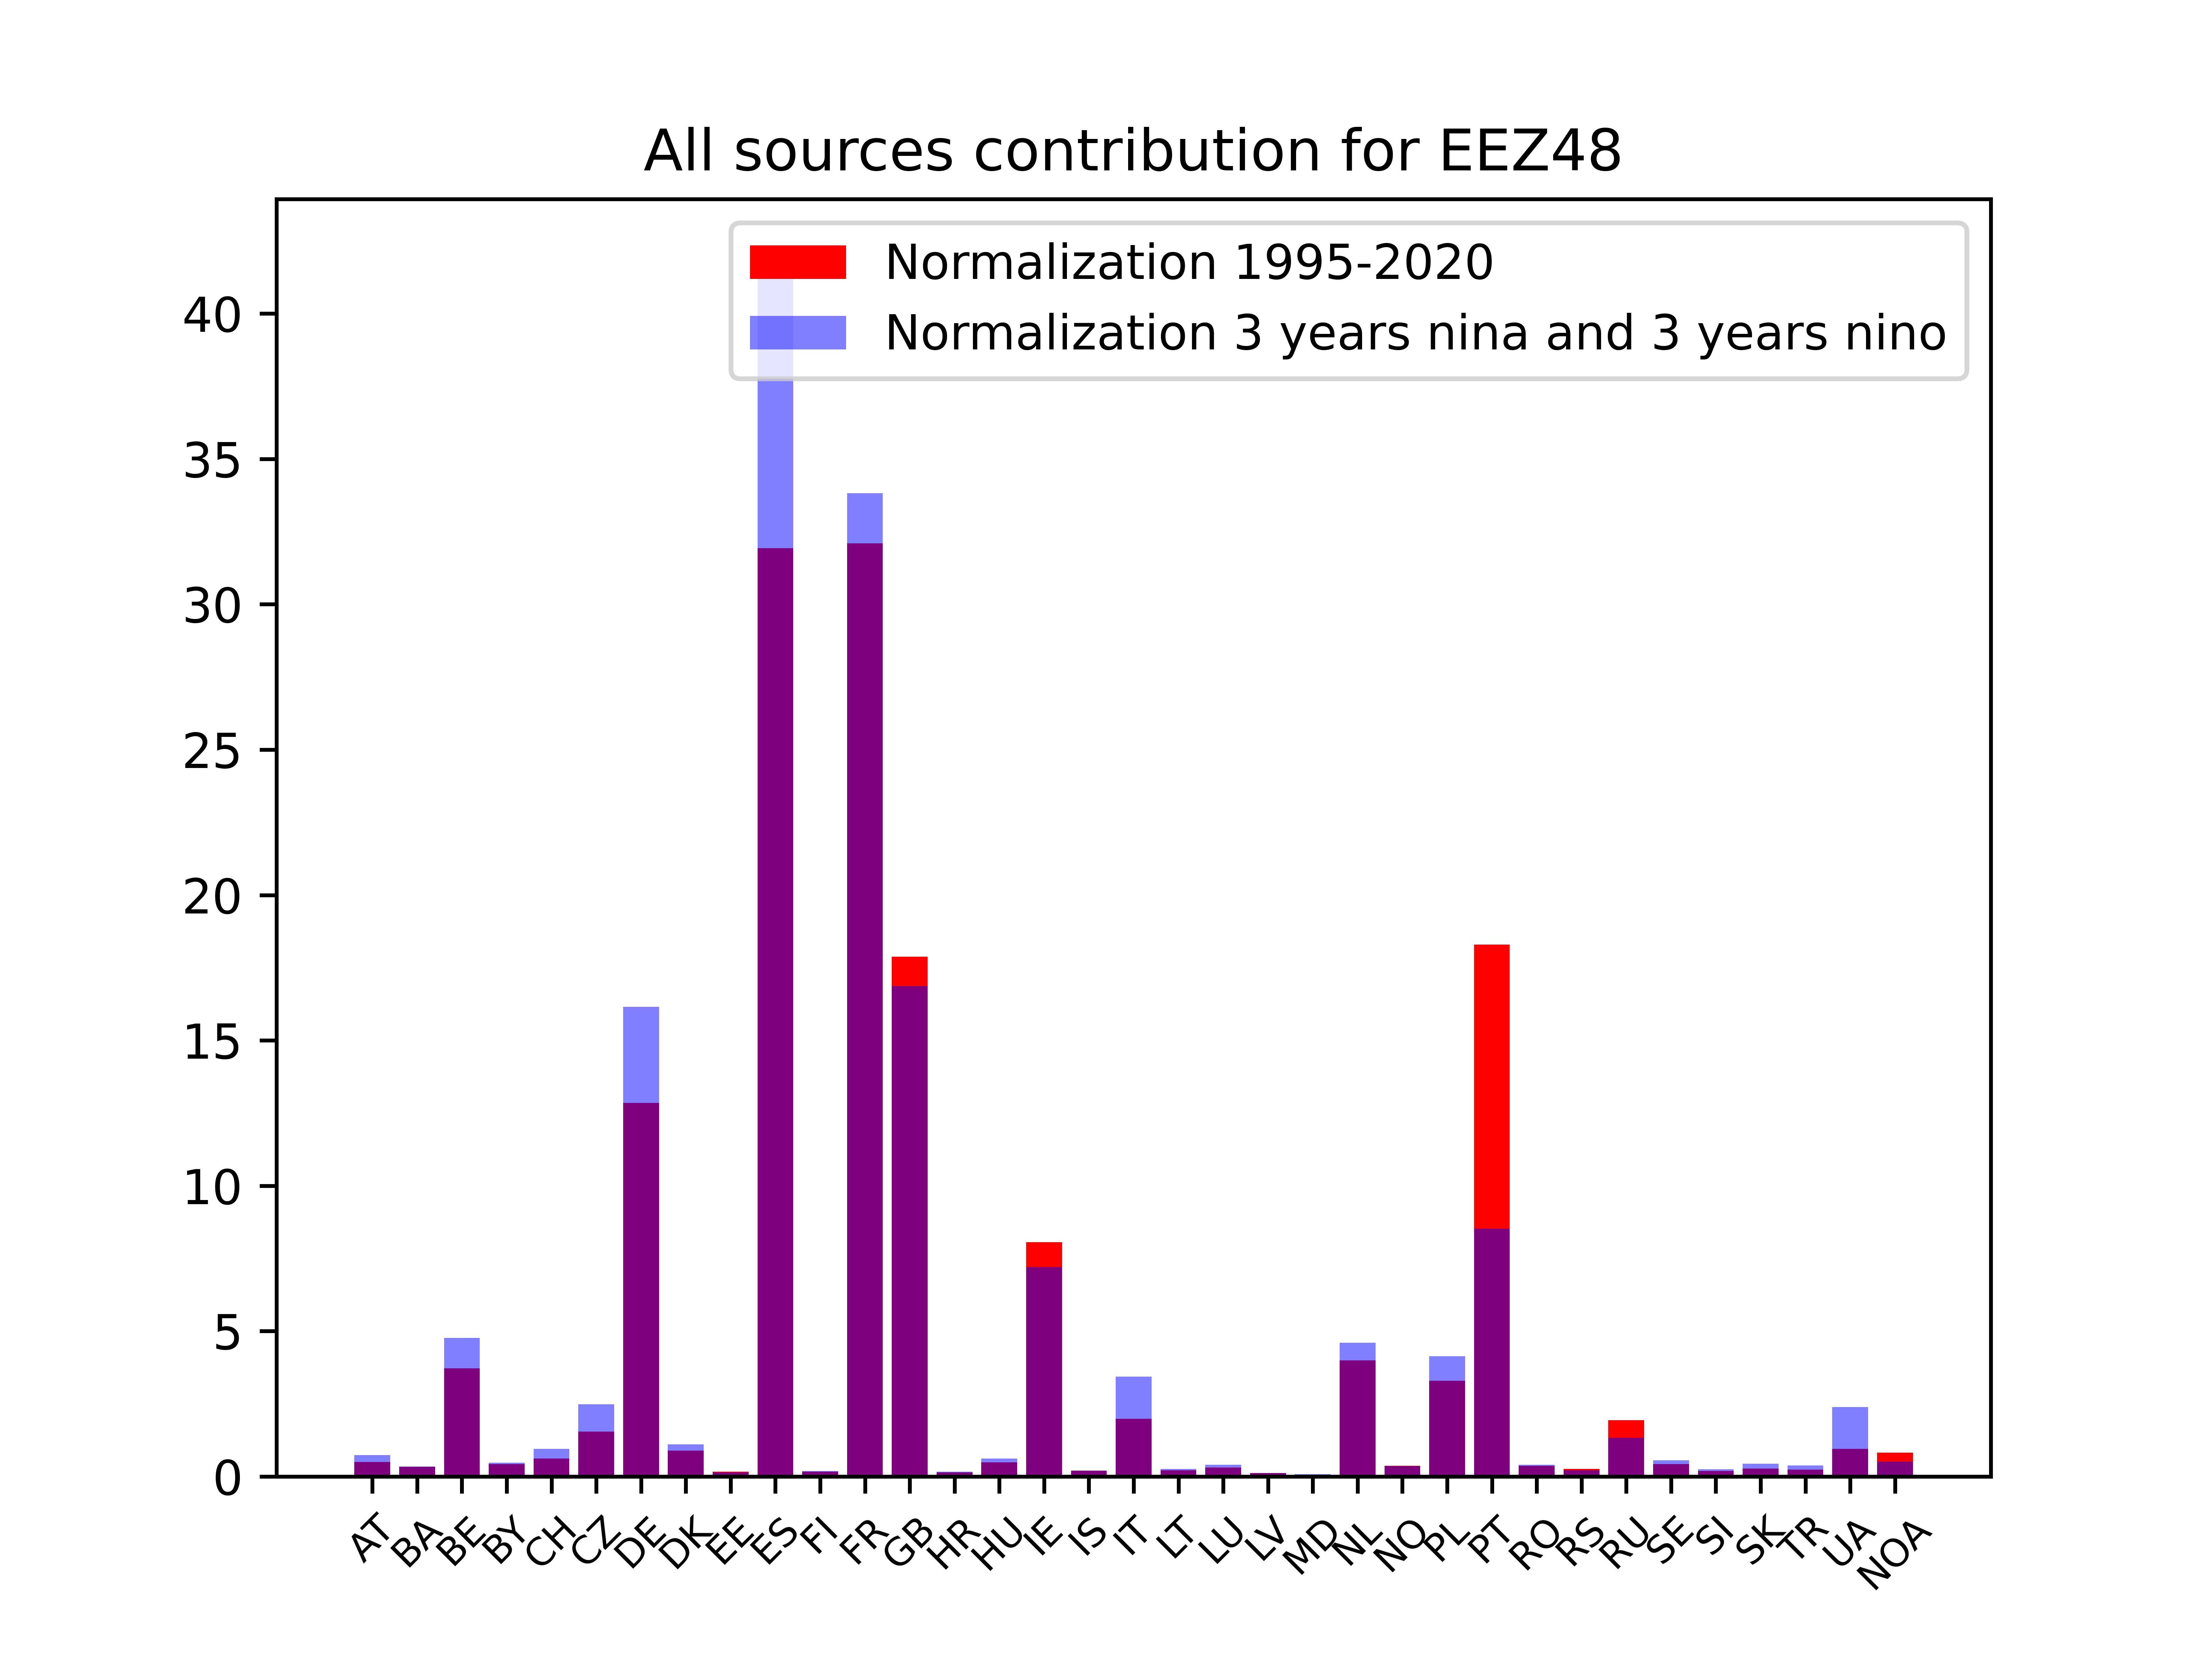 All sources contribution for EEZ48
Normalization 1995-2020
Normalization 3 years nina and 3 years nino
40
35
30
25
20
15
10
5
0
AT BA BE BY CH CZ DE DK EE ES FI FR GB HR HU IE IS IT LT LU LV MD NL NO PL PT RO RS RU SE SI SK TR UA NOA